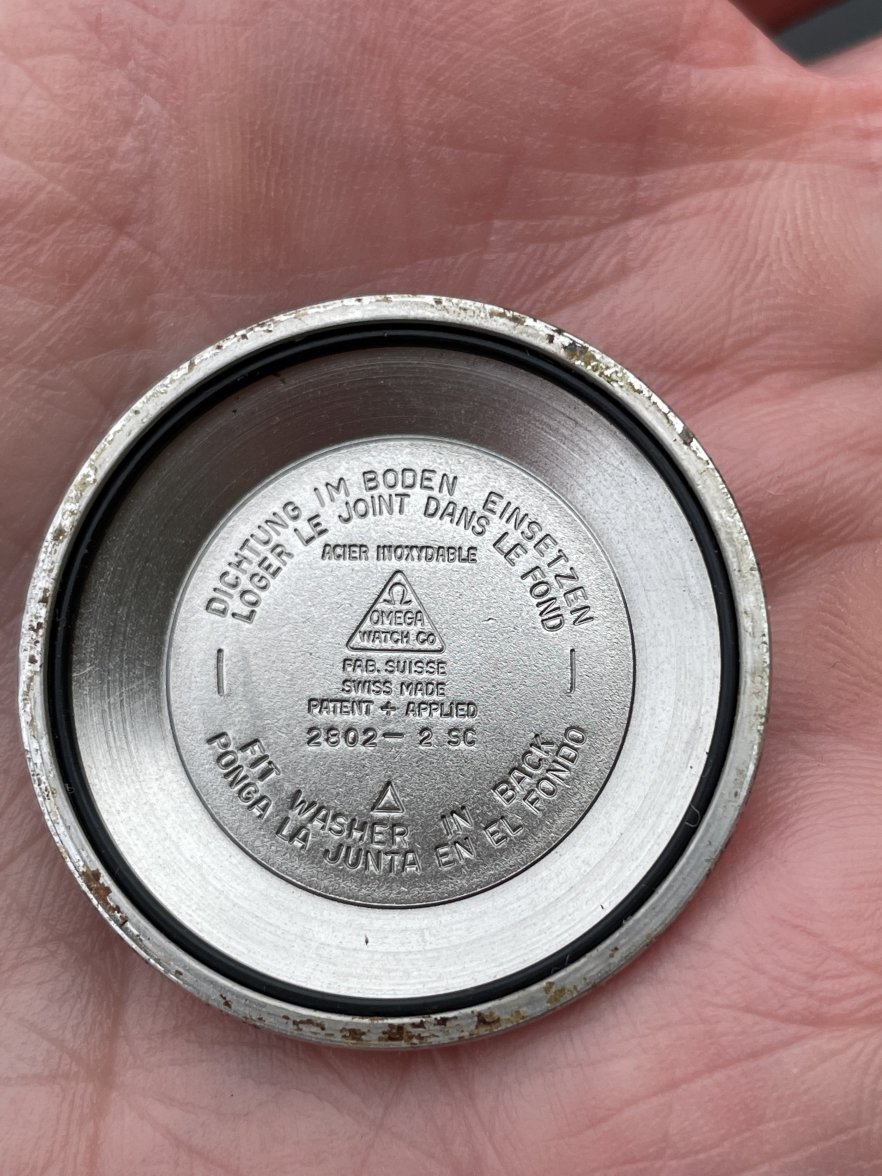 DICHTUNG IM BODEN EINSETZEN
LOGER LE JOINT DANS LE FOND
ACIER INOXYDABLE
Ω
OMEGA
WATCH CO
FAB. SUISSE
SWISS MADE
PATENT + APPLIED
2802 - 2 SC
FIT WASHER IN BACK
PONGA LA JUNTA EN EL FONDO